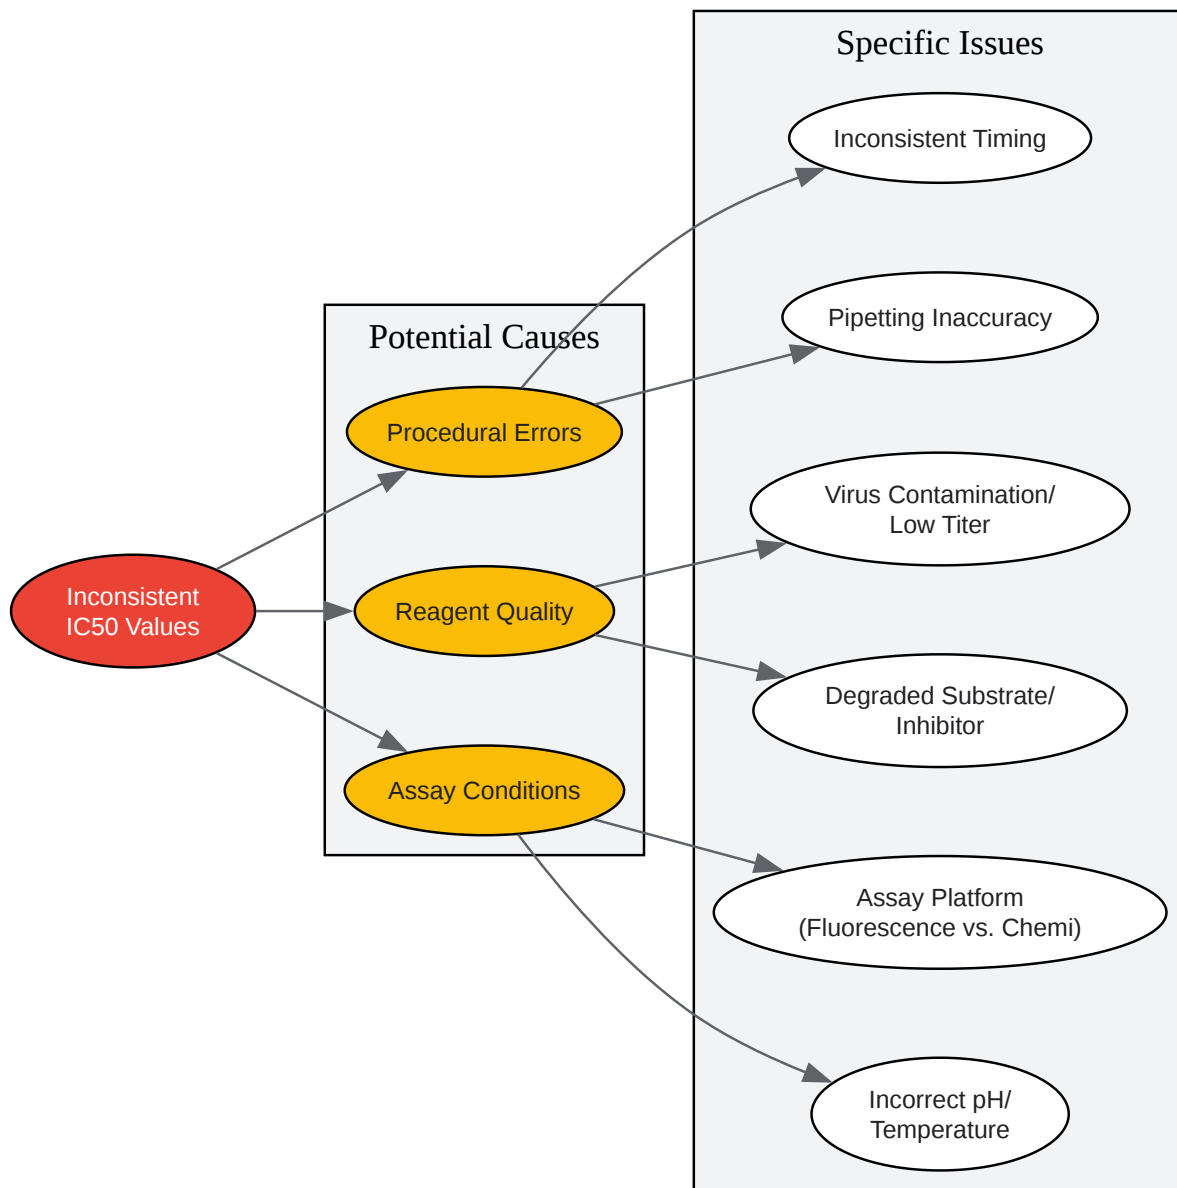 Specific Issues
Inconsistent Timing
Pipetting Inaccuracy
Potential Causes
Procedural Errors
Virus Contamination/
Low Titer
Inconsistent
IC50 Values
Reagent Quality
Degraded Substrate/
Inhibitor
Assay Conditions
Assay Platform
(Fluorescence vs. Chemi)
Incorrect pH/
Temperature